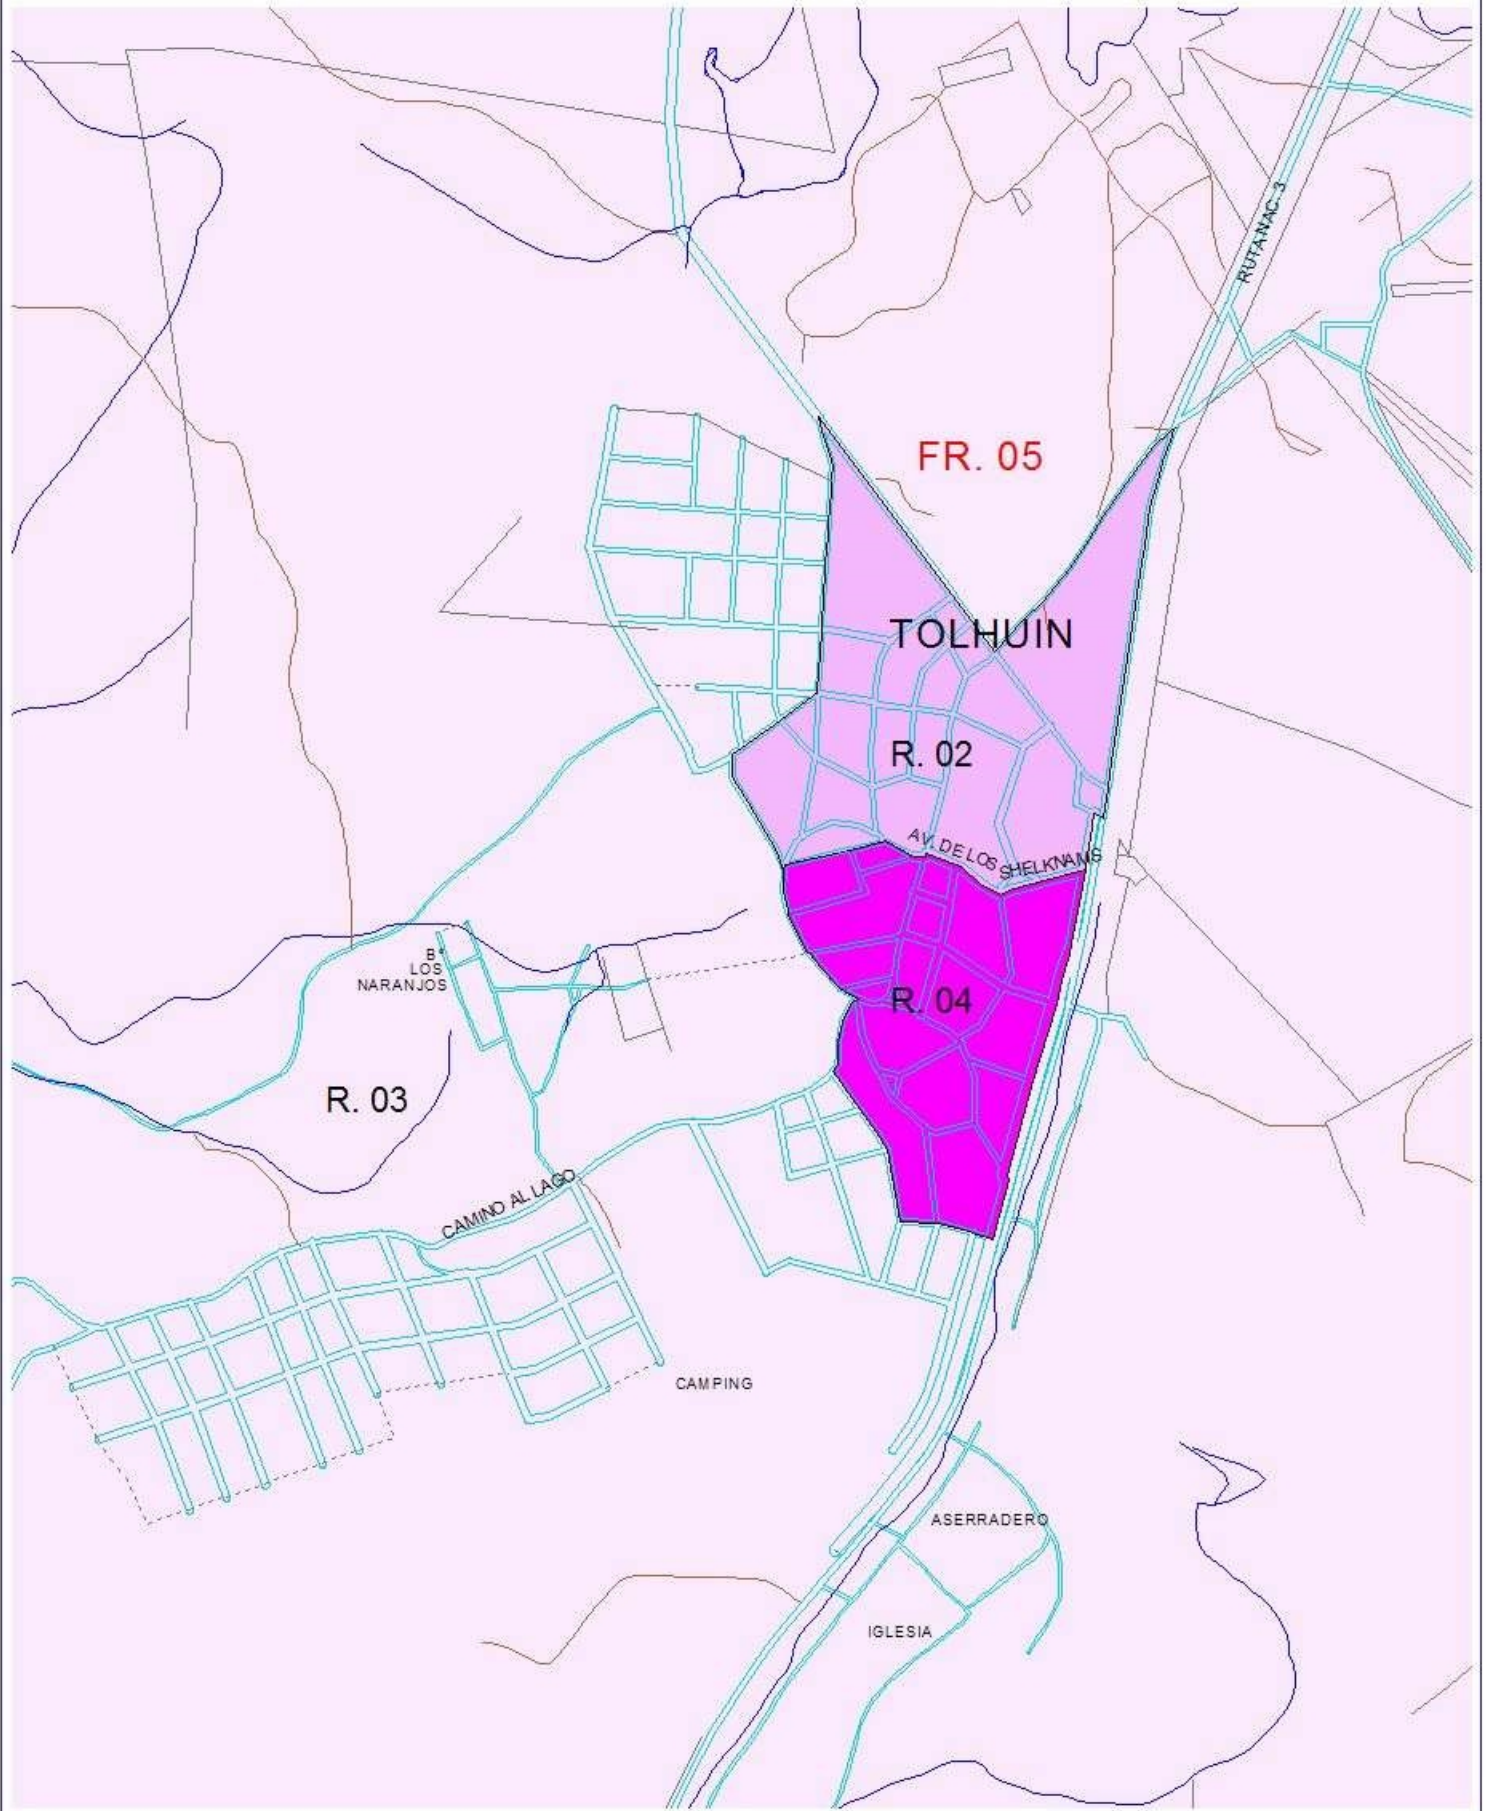 RUTA NAC. 3
FR. 05
TOLHUIN
R. 02
AV. DE LOS SHELKNAMS
B°
LOS
NARANJOS
R. 04
R. 03
CAMINO AL LAGO
CAMPING
ASERRADERO
IGLESIA